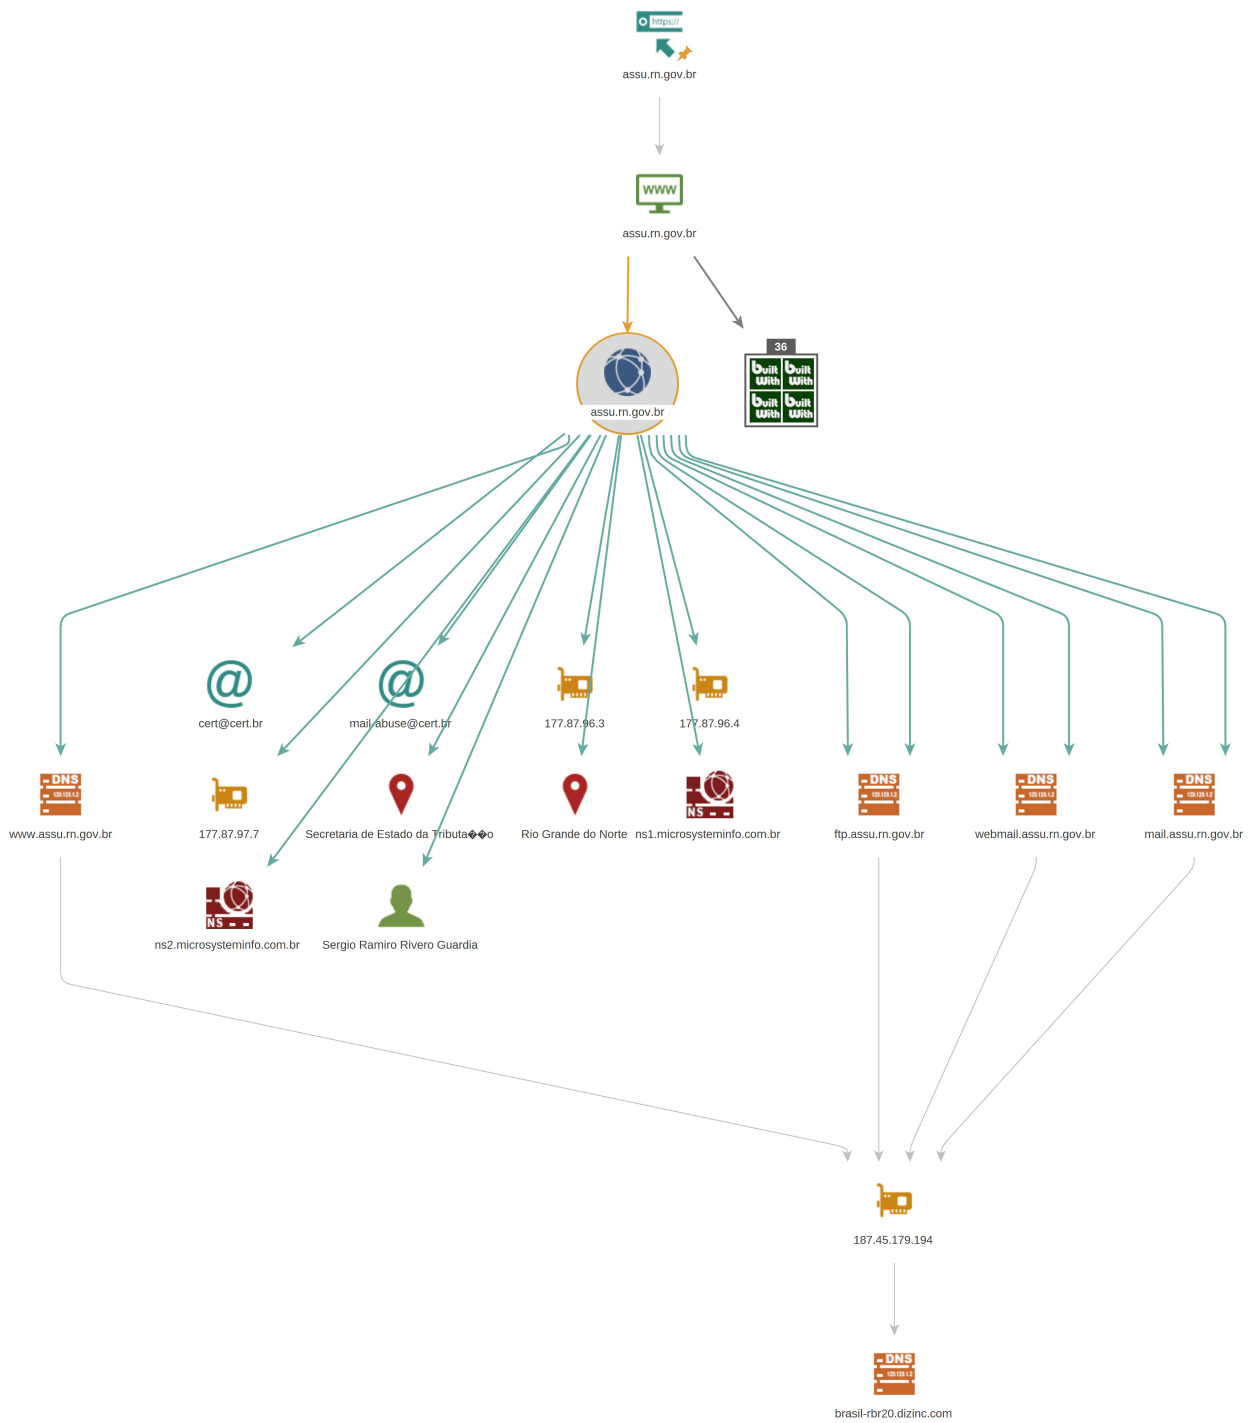 https://
assu.rn.gov.br
www
assu.rn.gov.br
36
built with built with
assu.rn.gov.br
built with built with
cert@cert.br
mail-abuse@cert.br
177.87.96.3
177.87.96.4
DNS
NS
DNS
DNS
DNS
www.assu.rn.gov.br
177.87.97.7
Secretaria de Estado da Tributa��o
Rio Grande do Norte
ns1.microsysteminfo.com.br
ftp.assu.rn.gov.br
webmail.assu.rn.gov.br
mail.assu.rn.gov.br
NS
ns2.microsysteminfo.com.br
Sergio Ramiro Rivero Guardia
187.45.179.194
DNS
brasil-rbr20.dizinc.com